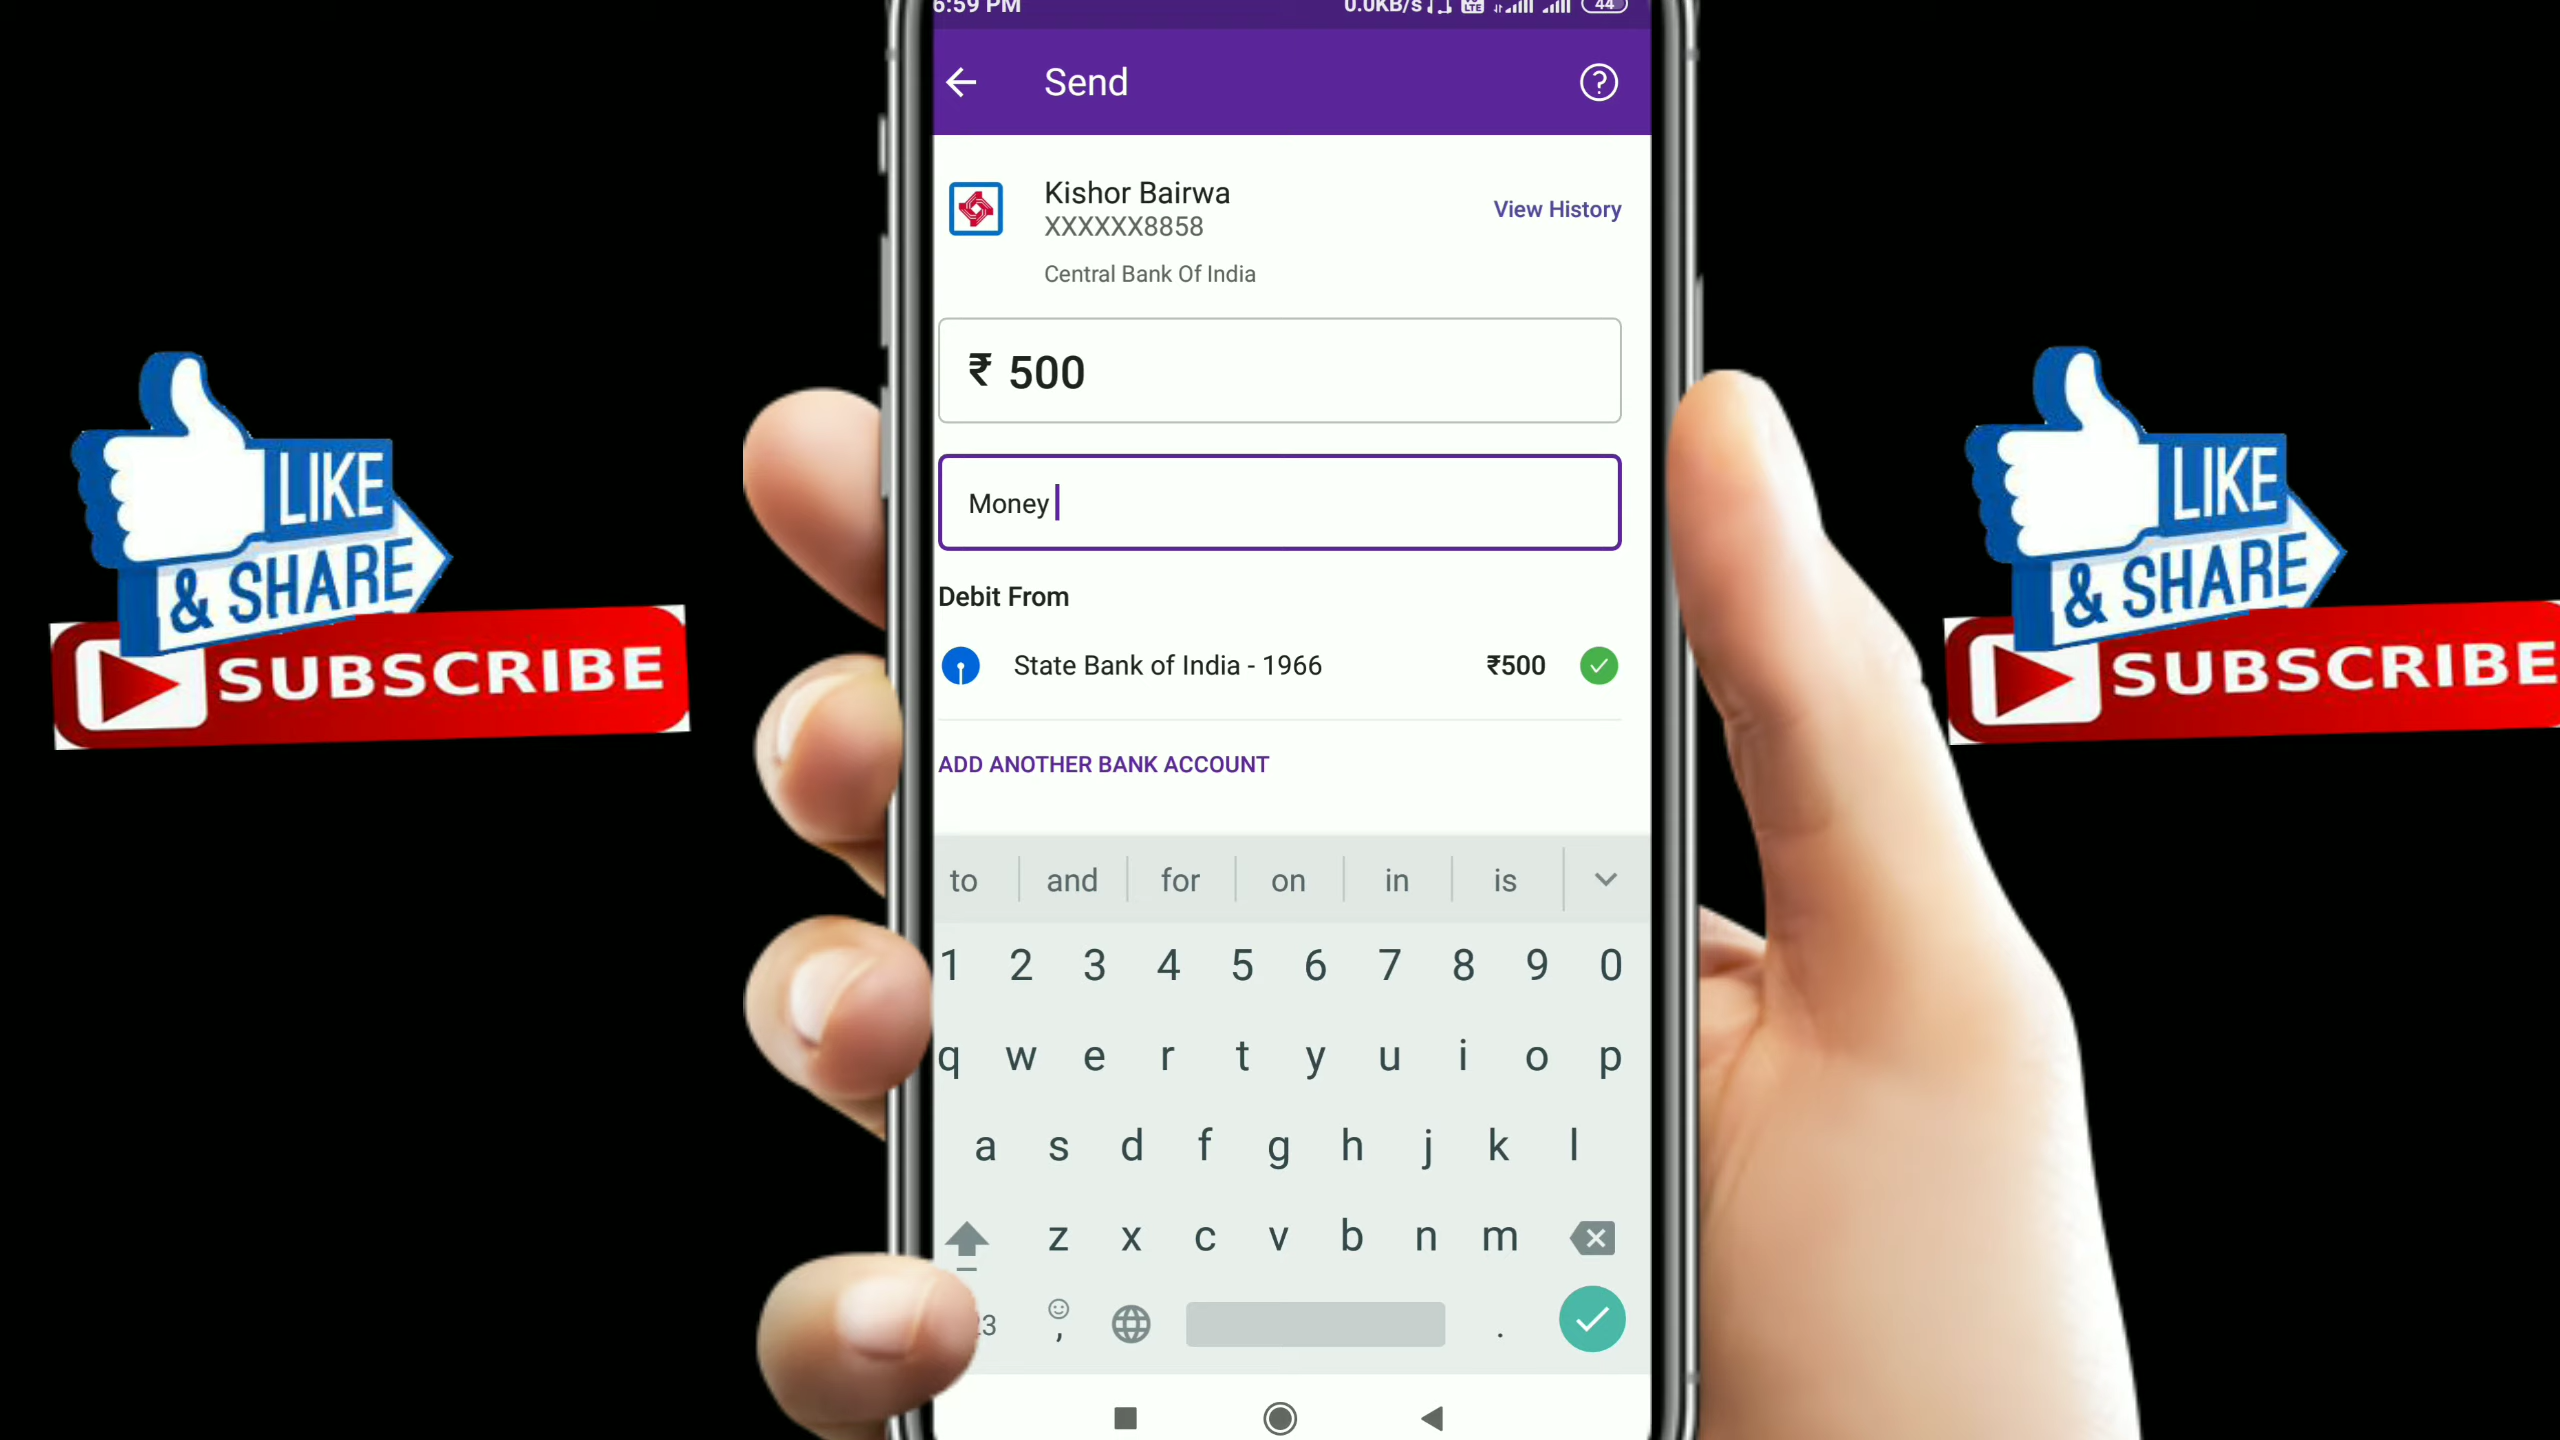 6:59 PM
0.0KB/s
44
Send
Kishor Bairwa
View History
XXXXXX8858
Central Bank Of India
₹ 500
Money
Debit From
State Bank of India - 1966
₹500
ADD ANOTHER BANK ACCOUNT
to and for on in is
1 2 3 4 5 6 7 8 9 0
q w e r t y u i o p
a s d f g h j k l
z x c v b n m
23 , .
LIKE
& SHARE
SUBSCRIBE
LIKE
& SHARE
SUBSCRIBE